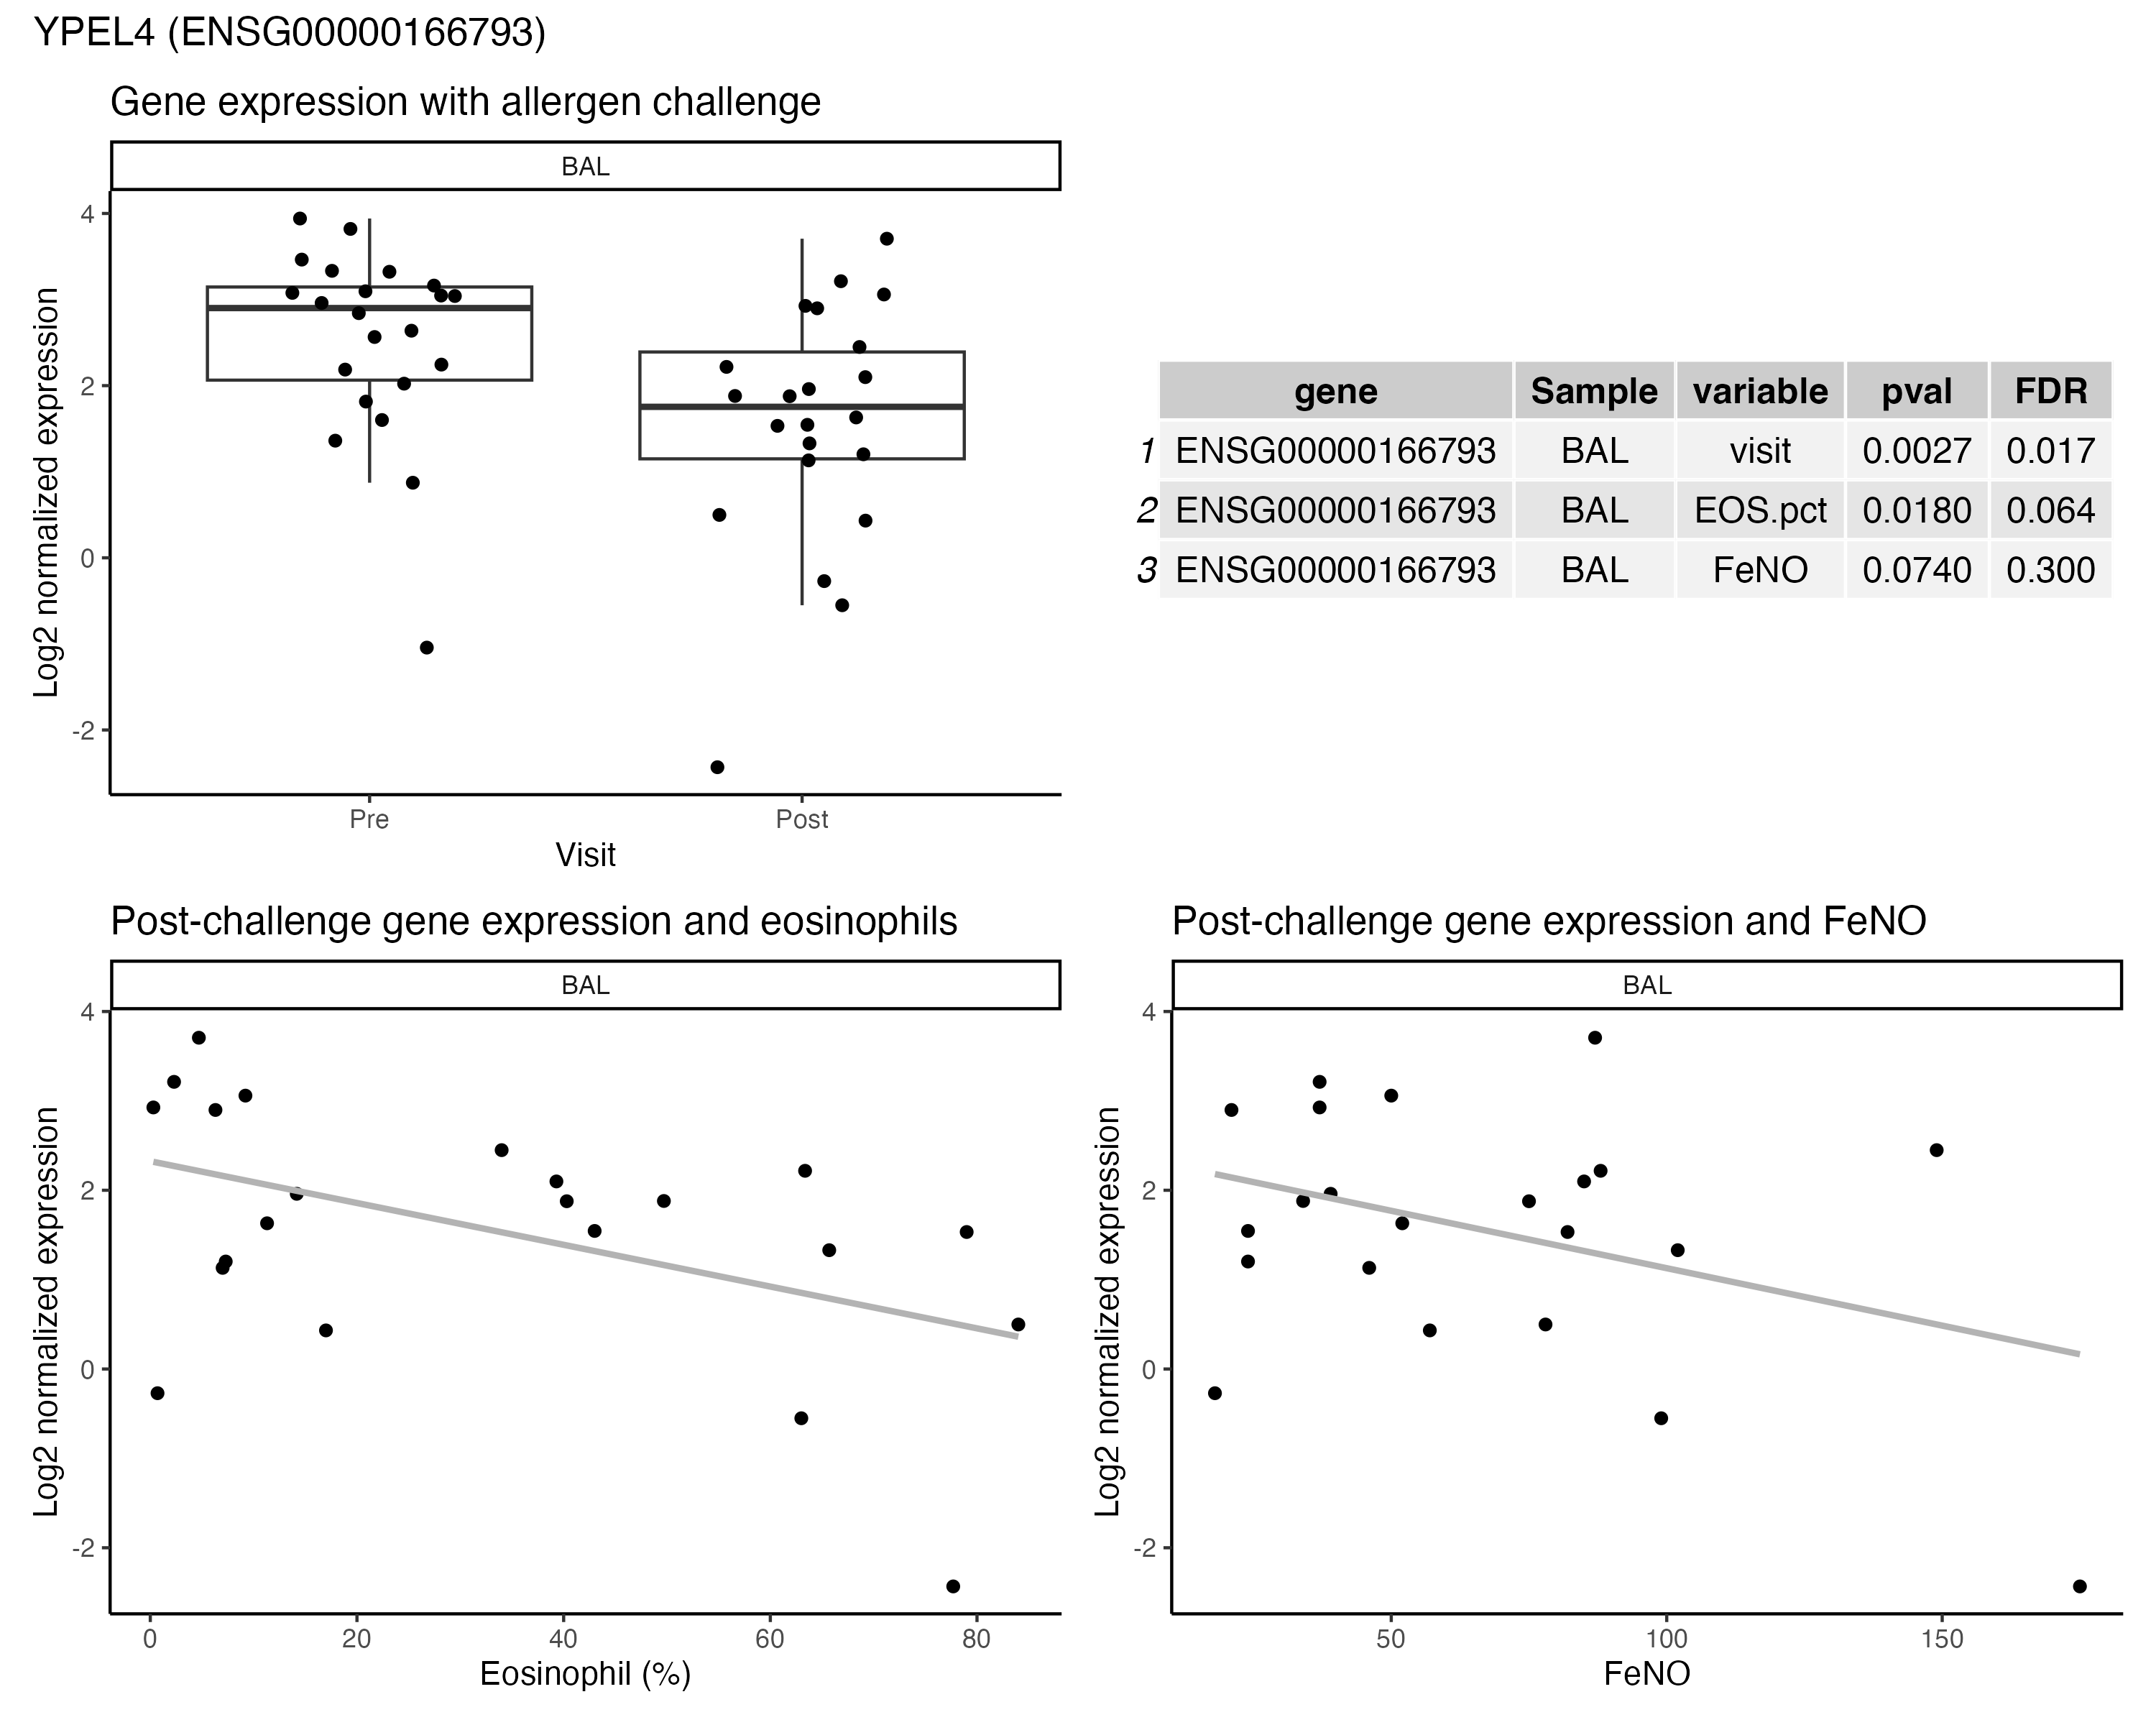 YPEL4 (ENSG00000166793)
Gene expression with allergen challenge
BAL
Log2 normalized expression
4
2
0
-2
Pre Post
Visit
gene Sample variable pval FDR
1 ENSG00000166793 BAL visit 0.0027 0.017
2 ENSG00000166793 BAL EOS.pct 0.0180 0.064
3 ENSG00000166793 BAL FeNO 0.0740 0.300
Post-challenge gene expression and eosinophils
BAL
Log2 normalized expression
4
2
0
-2
0 20 40 60 80
Eosinophil (%)
Post-challenge gene expression and FeNO
BAL
Log2 normalized expression
4
2
0
-2
50 100 150
FeNO